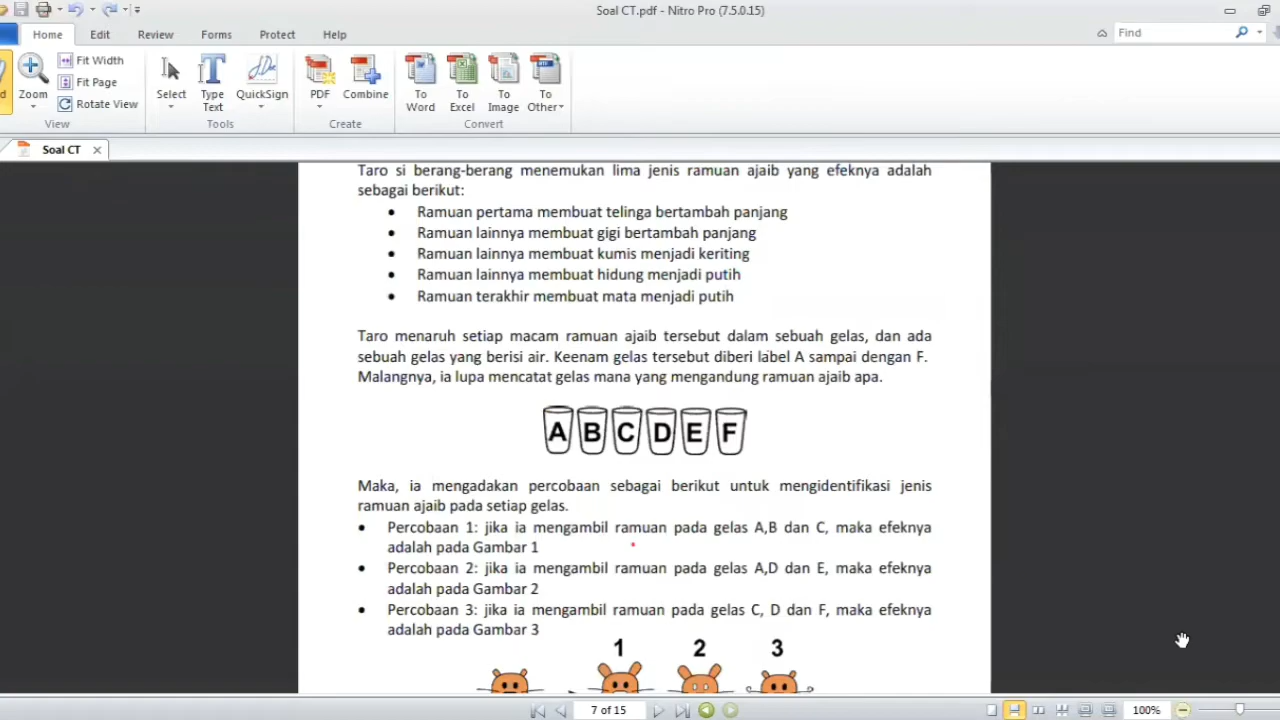 Soal CT.pdf - Nitro Pro (7.5.0.15)
Home Edit Review Forms Protect Help
Find
Zoom
Fit Width
Fit Page
Rotate View
View
Select
Type Text
QuickSign
Tools
PDF
Combine
Create
To Word
To Excel
To Image
To Other
Convert
Soal CT
Taro si berang-berang menemukan lima jenis ramuan ajaib yang efeknya adalah
sebagai berikut:
• Ramuan pertama membuat telinga bertambah panjang
• Ramuan lainnya membuat gigi bertambah panjang
• Ramuan lainnya membuat kumis menjadi keriting
• Ramuan lainnya membuat hidung menjadi putih
• Ramuan terakhir membuat mata menjadi putih
Taro menaruh setiap macam ramuan ajaib tersebut dalam sebuah gelas, dan ada
sebuah gelas yang berisi air. Keenam gelas tersebut diberi label A sampai dengan F.
Malangnya, ia lupa mencatat gelas mana yang mengandung ramuan ajaib apa.
A B C D E F
Maka, ia mengadakan percobaan sebagai berikut untuk mengidentifikasi jenis
ramuan ajaib pada setiap gelas.
• Percobaan 1: jika ia mengambil ramuan pada gelas A,B dan C, maka efeknya
adalah pada Gambar 1
• Percobaan 2: jika ia mengambil ramuan pada gelas A,D dan E, maka efeknya
adalah pada Gambar 2
• Percobaan 3: jika ia mengambil ramuan pada gelas C, D dan F, maka efeknya
adalah pada Gambar 3
1 2 3
7 of 15
100%